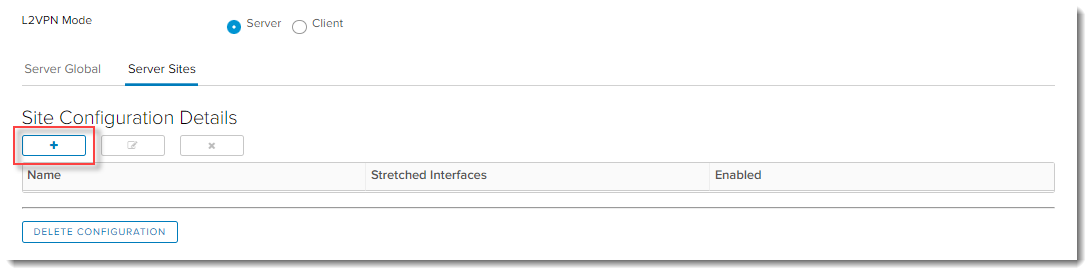 L2VPN Mode
Server Client
Server Global Server Sites
Site Configuration Details
Name Stretched Interfaces Enabled
DELETE CONFIGURATION